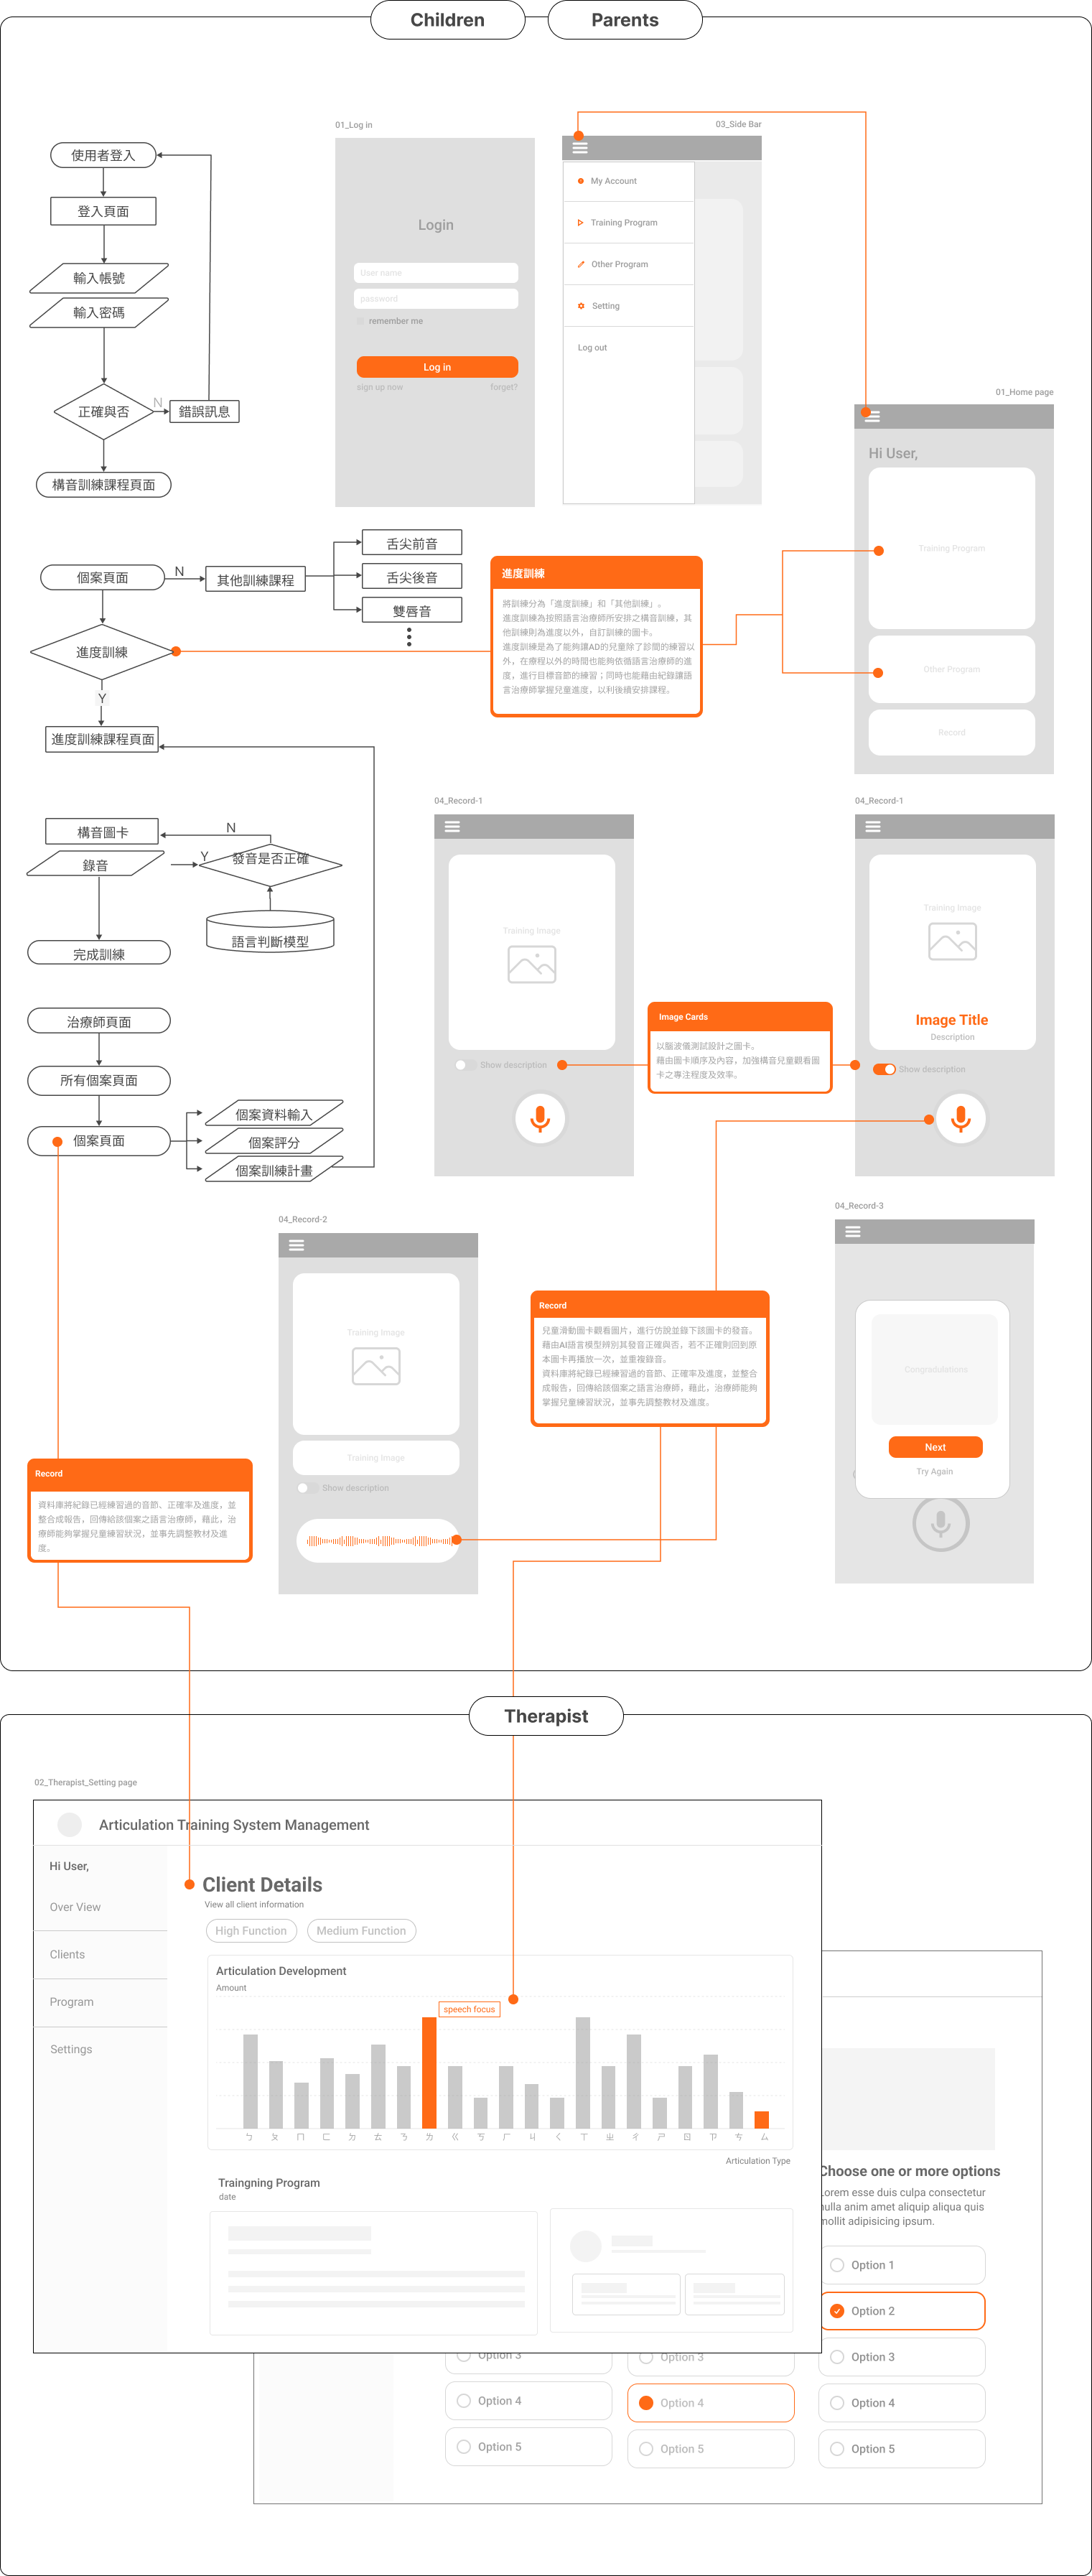 Children
Parents
01_Log in
03_Side Bar
使用者登入
登入頁面
輸入帳號
輸入密碼
正確與否
N
錯誤訊息
構音訓練課程頁面
Login
User name
password
remember me
Log in
sign up now
forget?
My Account
Training Program
Other Program
Setting
Log out
01_Home page
Hi User,
Training Program
Other Program
Record
個案頁面
N
其他訓練課程
舌尖前音
舌尖後音
雙唇音
進度訓練
Y
進度訓練課程頁面
進度訓練
將訓練分為「進度訓練」和「其他訓練」。
進度訓練為按照語言治療師所安排之構音訓練，其
他訓練則為進度以外，自訂訓練的圖卡。
進度訓練是為了能夠讓AD的兒童除了診間的練習以
外，在療程以外的時間也能夠依循語言治療師的進
度，進行目標音節的練習；同時也能藉由紀錄讓語
言治療師掌握兒童進度，以利後續安排課程。
構音圖卡
N
錄音
Y
發音是否正確
語言判斷模型
完成訓練
治療師頁面
所有個案頁面
個案頁面
個案資料輸入
個案評分
個案訓練計畫
04_Record-1
Training Image
Show description
04_Record-1
Training Image
Image Title
Description
Show description
Image Cards
以腦波儀測試設計之圖卡。
藉由圖卡順序及內容，加強構音兒童觀看圖
卡之專注程度及效率。
04_Record-2
Training Image
Training Image
Show description
Record
兒童滑動圖卡觀看圖片，進行仿說並錄下該圖卡的發音。
藉由AI語言模型辨別其發音正確與否，若不正確則回到原
本圖卡再播放一次，並重複錄音。
資料庫將紀錄已經練習過的音節、正確率及進度，並整合
成報告，回傳給該個案之語言治療師，藉此，治療師能夠
掌握兒童練習狀況，並事先調整教材及進度。
04_Record-3
Congradulations
Next
Try Again
Record
資料庫將紀錄已經練習過的音節、正確率及進度，並
整合成報告，回傳給該個案之語言治療師，藉此，治
療師能夠掌握兒童練習狀況，並事先調整教材及進
度。
Therapist
02_Therapist_Setting page
Articulation Training System Management
Hi User,
Over View
Clients
Program
Settings
Client Details
View all client information
High Function
Medium Function
Articulation Development
Amount
speech focus
ㄅ ㄆ ㄇ ㄈ ㄉ ㄊ ㄋ ㄌ ㄍ ㄎ ㄏ ㄐ ㄑ ㄒ ㄓ ㄔ ㄕ ㄖ ㄗ ㄘ ㄙ
Articulation Type
Traingning Program
date
Choose one or more options
Lorem esse duis culpa consectetur
nulla anim amet aliquip aliqua quis
mollit adipisicing ipsum.
Option 1
Option 2
Option 3
Option 4
Option 5
Option 3
Option 4
Option 5
Option 3
Option 4
Option 5